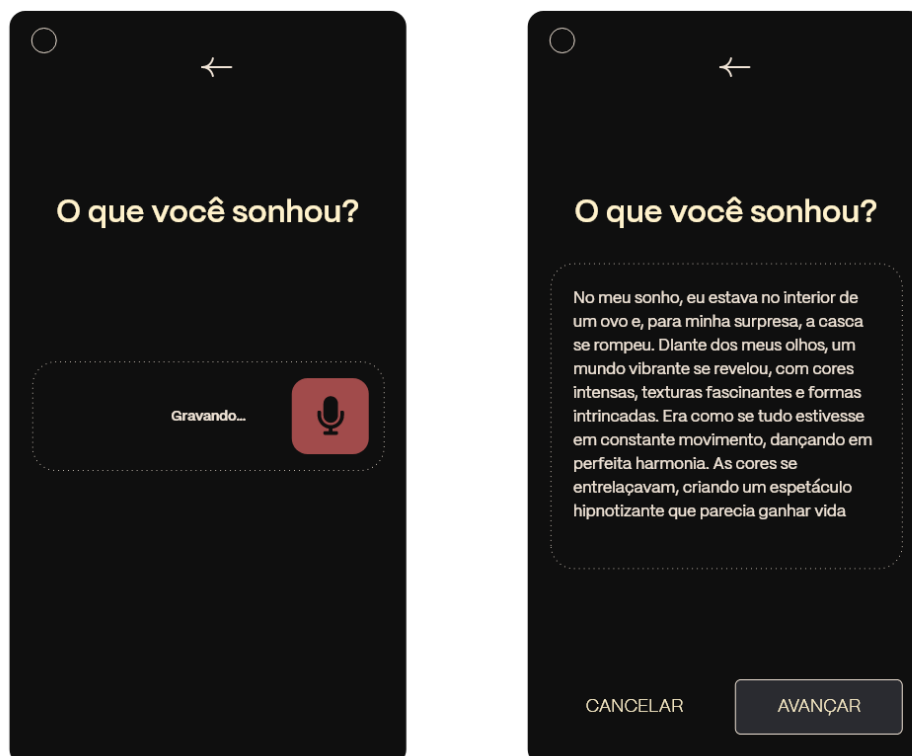 O que você sonhou?
Gravando...
O que você sonhou?
No meu sonho, eu estava no interior de
um ovo e, para minha surpresa, a casca
se rompeu. DIante dos meus olhos, um
mundo vibrante se revelou, com cores
intensas, texturas fascinantes e formas
intrincadas. Era como se tudo estivesse
em constante movimento, dançando em
perfeita harmonia. As cores se
entrelaçavam, criando um espetáculo
hipnotizante que parecia ganhar vida
CANCELAR
AVANÇAR